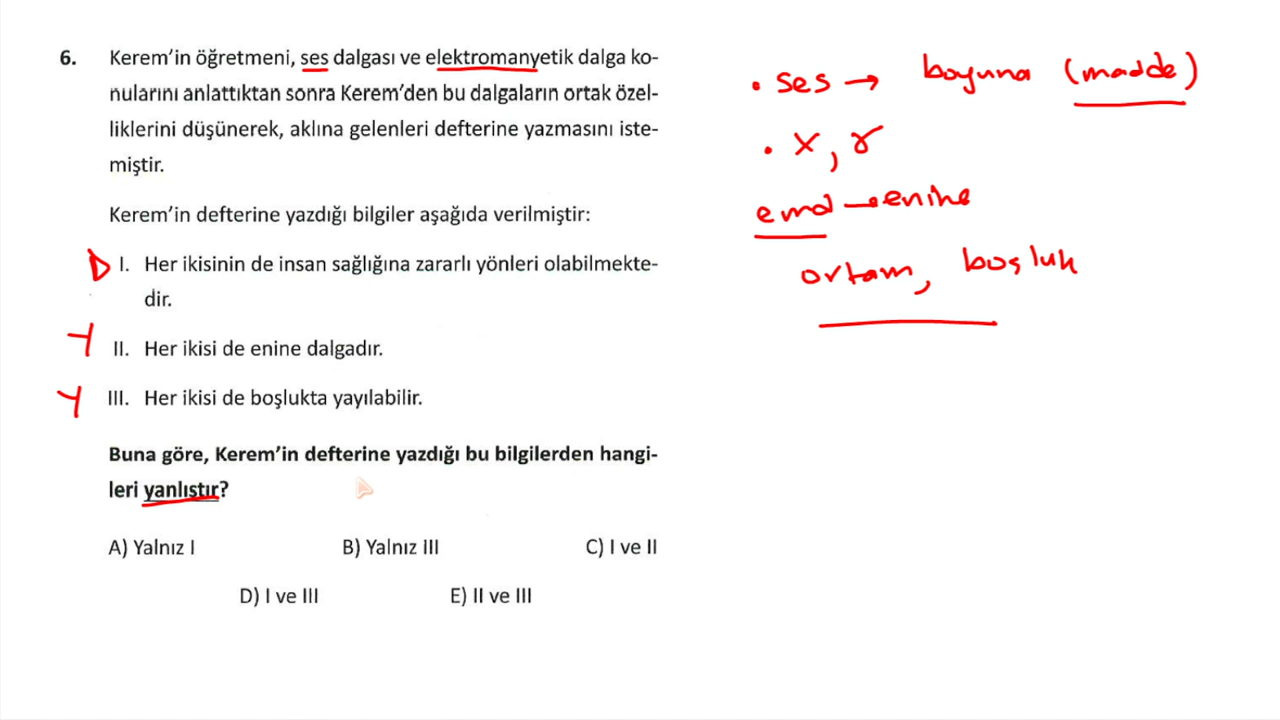 6. Kerem'in öğretmeni, ses dalgası ve elektromanyetik dalga ko-
nularını anlattıktan sonra Kerem'den bu dalgaların ortak özel-
liklerini düşünerek, aklına gelenleri defterine yazmasını iste-
miştir.
Kerem'in defterine yazdığı bilgiler aşağıda verilmiştir:
D I. Her ikisinin de insan sağlığına zararlı yönleri olabilmekte-
dir.
Y II. Her ikisi de enine dalgadır.
Y III. Her ikisi de boşlukta yayılabilir.
Buna göre, Kerem'in defterine yazdığı bu bilgilerden hangi-
leri yanlıştır?
A) Yalnız I B) Yalnız III C) I ve II
D) I ve III E) II ve III
• ses → boyuna (madde)
• x, γ
emd → enine
ortam, boşluk